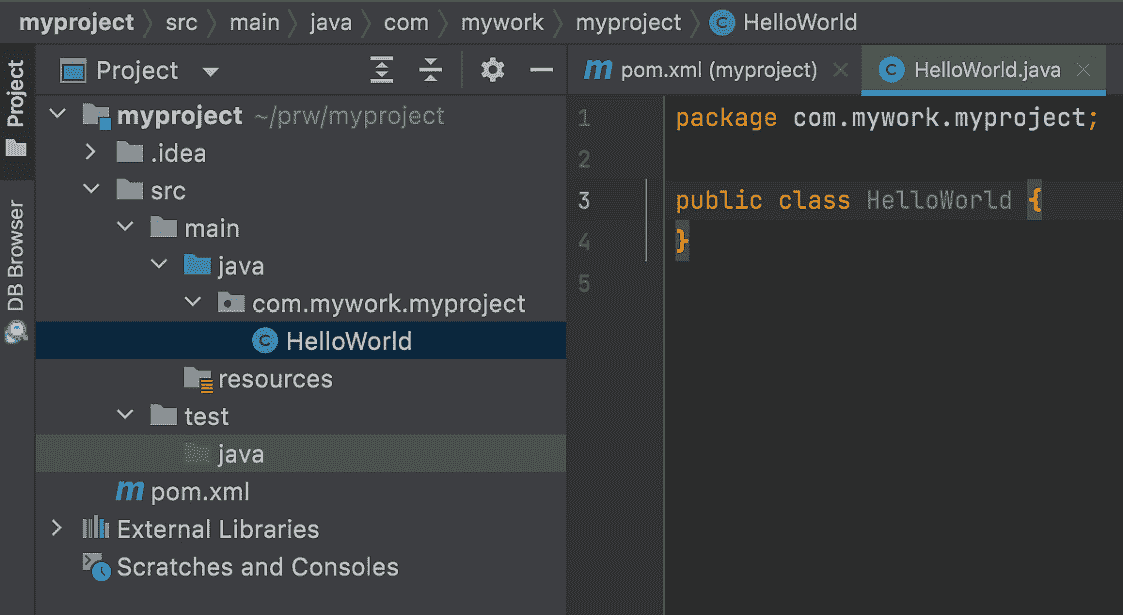 myproject src main java com mywork myproject C HelloWorld
Project
DB Browser
Project
myproject ~/prw/myproject
.idea
src
main
java
com.mywork.myproject
C HelloWorld
resources
test
java
m pom.xml
External Libraries
Scratches and Consoles
m pom.xml (myproject) C HelloWorld.java
1 package com.mywork.myproject;
2
3 public class HelloWorld {
4 }
5